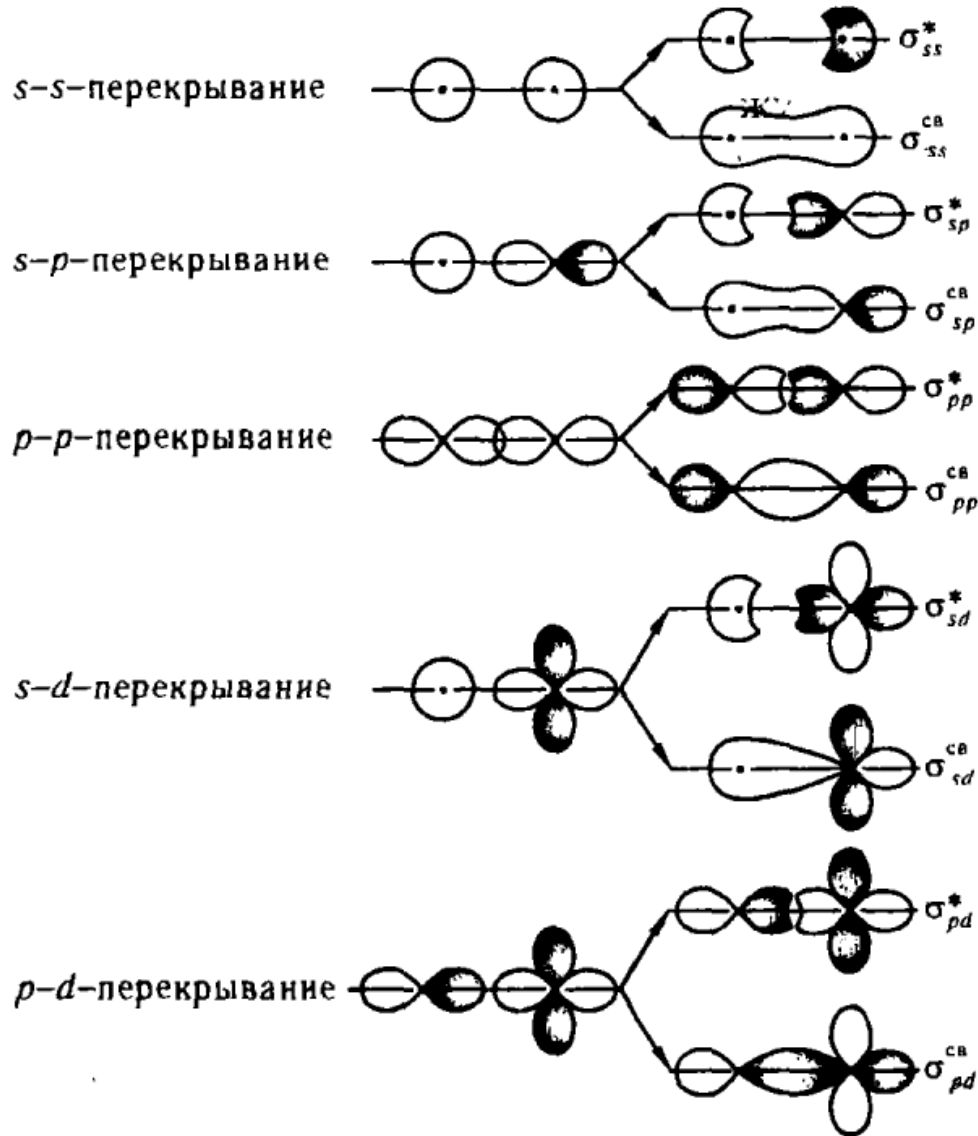 σ*ss
s–s–перекрывание
σсвss
σ*sp
s–p–перекрывание
σсвsp
σ*pp
p–p–перекрывание
σсвpp
σ*sd
s–d–перекрывание
σсвsd
σ*pd
p–d–перекрывание
σсвpd